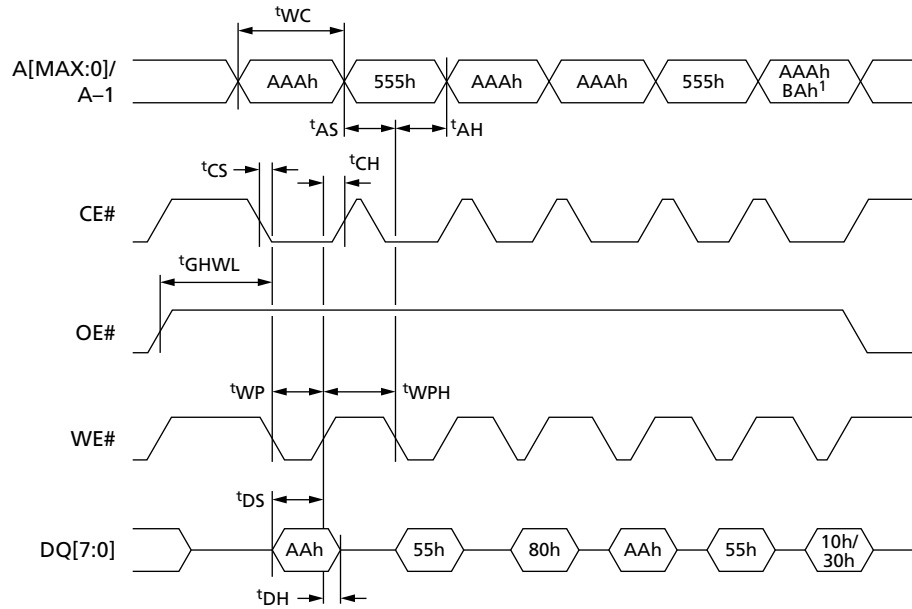 tWC
A[MAX:0]/
A–1
AAAh 555h AAAh AAAh 555h AAAh
BAh1
tAS tAH
tCS tCH
CE#
tGHWL
OE#
tWP tWPH
WE#
tDS
DQ[7:0] AAh 55h 80h AAh 55h 10h/
30h
tDH